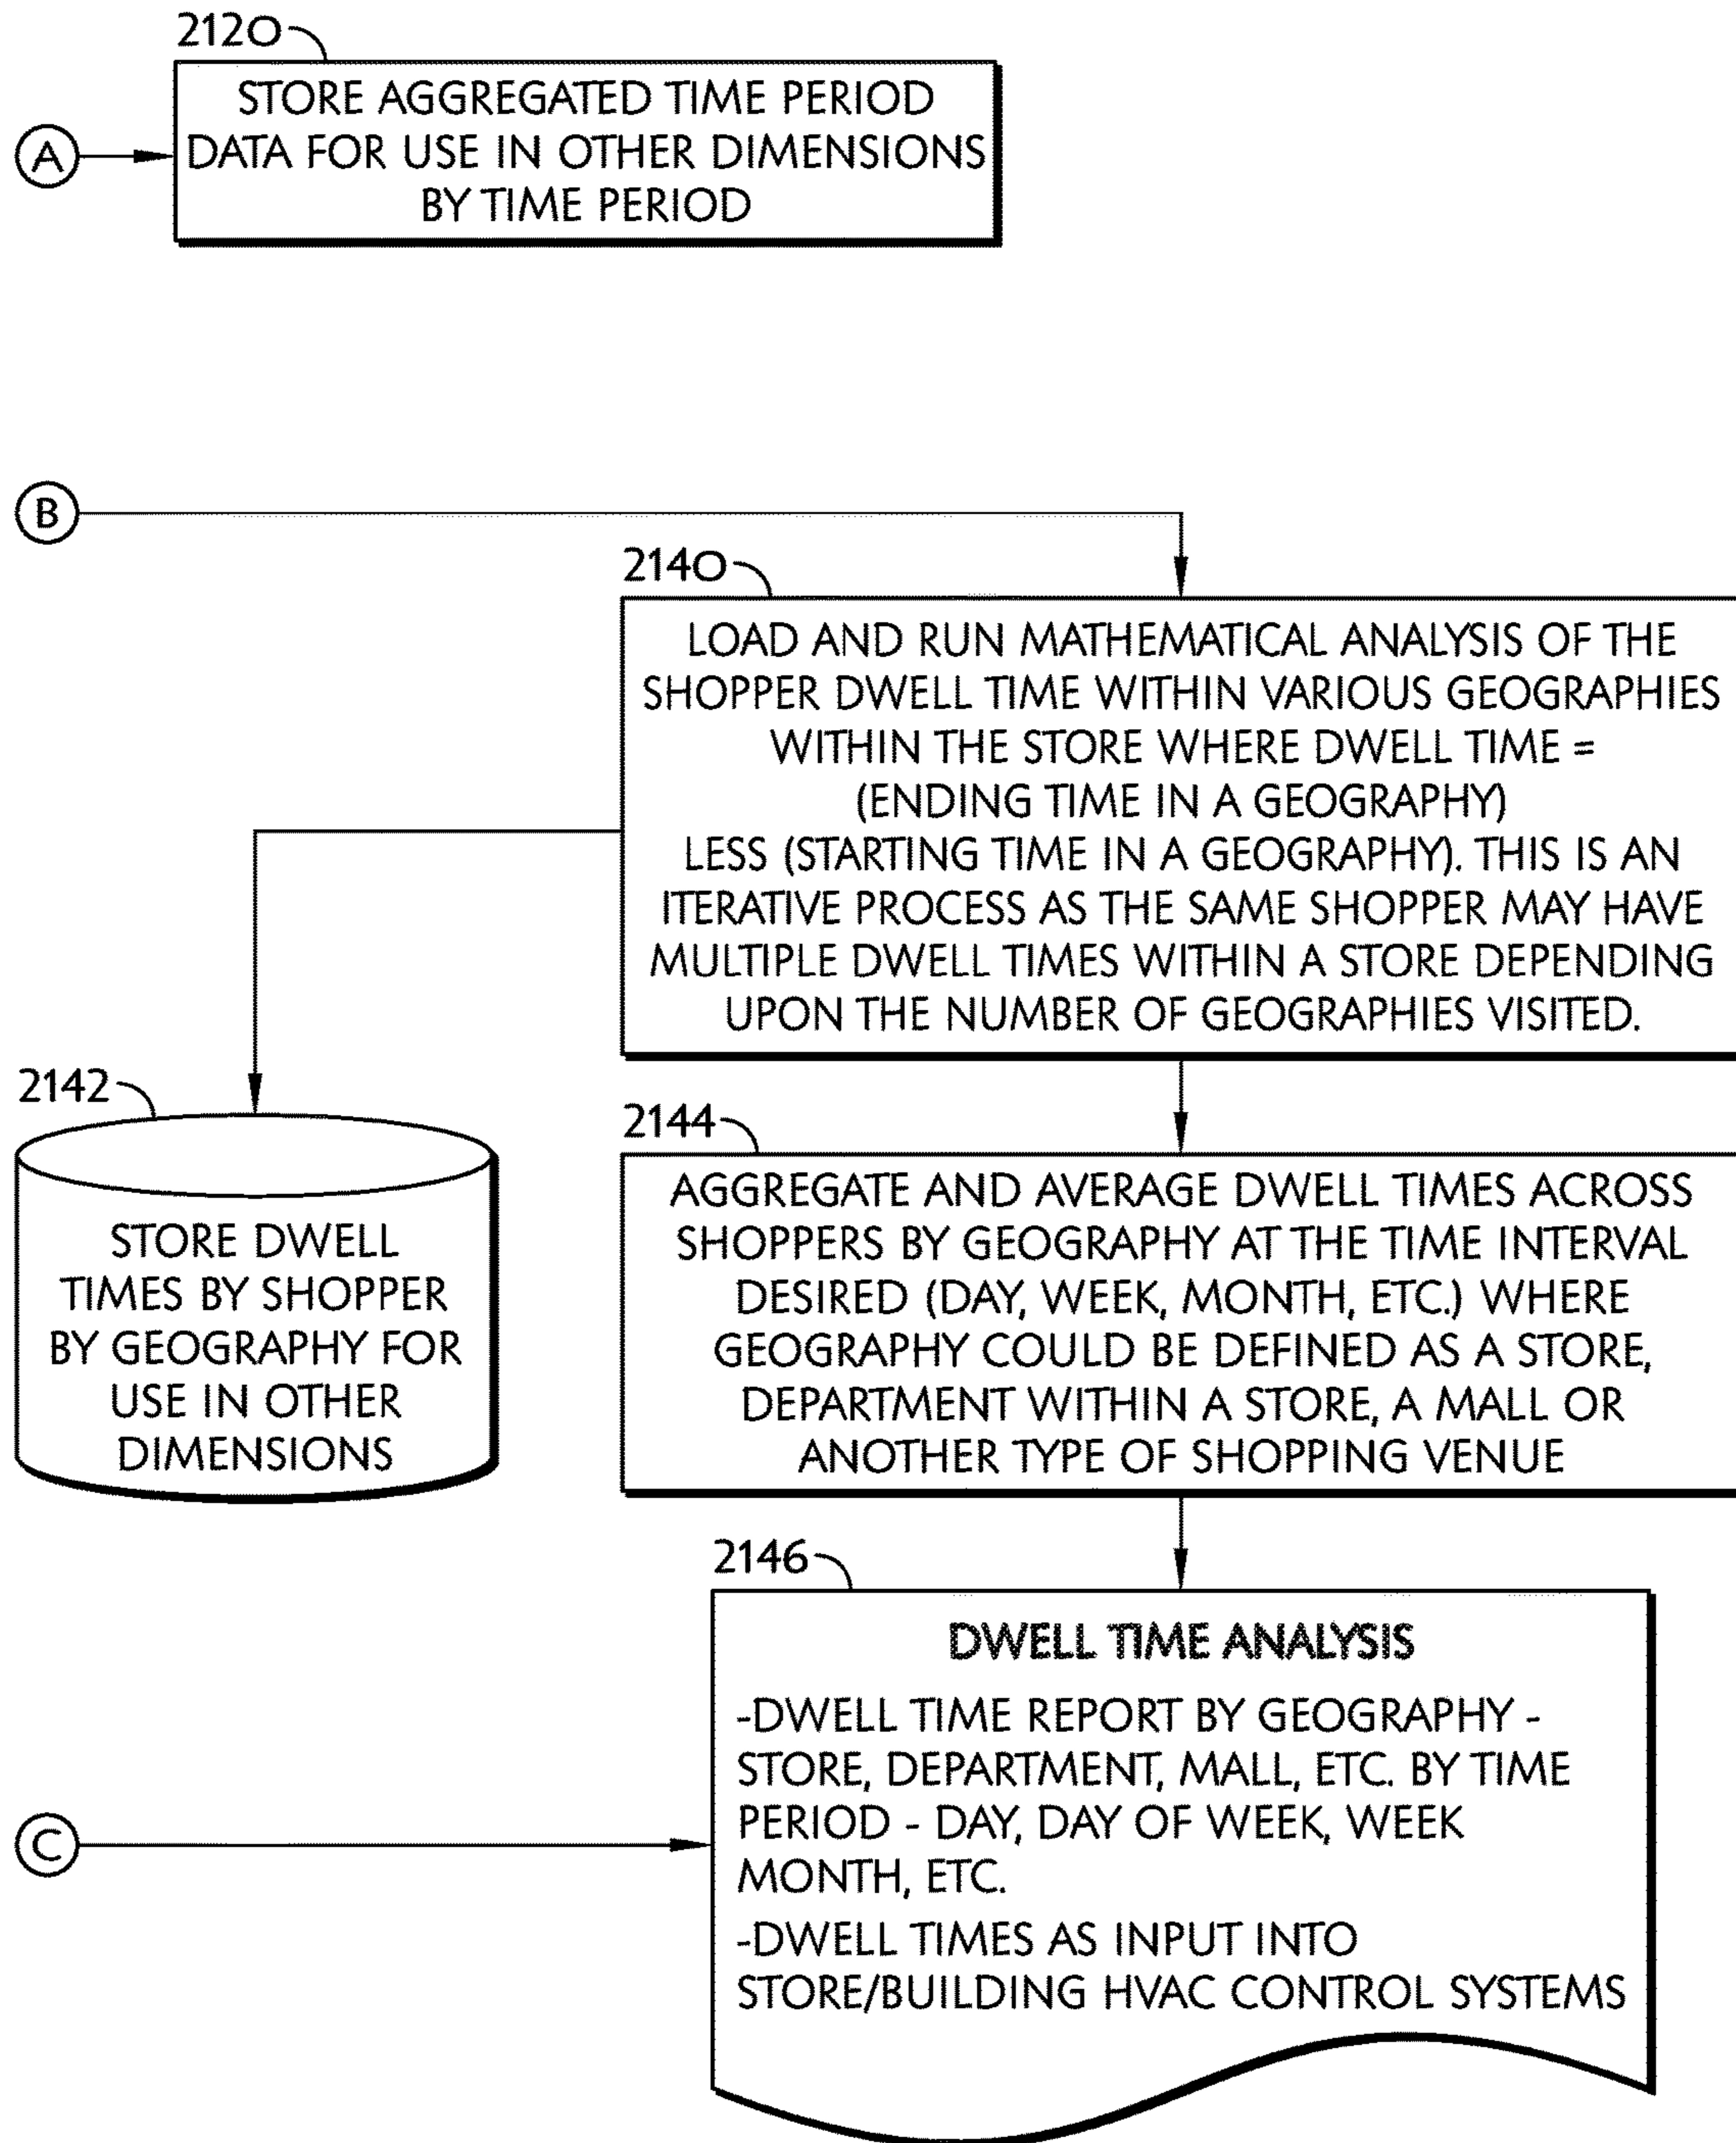 2120
STORE AGGREGATED TIME PERIOD
DATA FOR USE IN OTHER DIMENSIONS
BY TIME PERIOD
A
B
2140
LOAD AND RUN MATHEMATICAL ANALYSIS OF THE
SHOPPER DWELL TIME WITHIN VARIOUS GEOGRAPHIES
WITHIN THE STORE WHERE DWELL TIME =
(ENDING TIME IN A GEOGRAPHY)
LESS (STARTING TIME IN A GEOGRAPHY). THIS IS AN
ITERATIVE PROCESS AS THE SAME SHOPPER MAY HAVE
MULTIPLE DWELL TIMES WITHIN A STORE DEPENDING
UPON THE NUMBER OF GEOGRAPHIES VISITED.
2142
STORE DWELL
TIMES BY SHOPPER
BY GEOGRAPHY FOR
USE IN OTHER
DIMENSIONS
2144
AGGREGATE AND AVERAGE DWELL TIMES ACROSS
SHOPPERS BY GEOGRAPHY AT THE TIME INTERVAL
DESIRED (DAY, WEEK, MONTH, ETC.) WHERE
GEOGRAPHY COULD BE DEFINED AS A STORE,
DEPARTMENT WITHIN A STORE, A MALL OR
ANOTHER TYPE OF SHOPPING VENUE
2146
DWELL TIME ANALYSIS
-DWELL TIME REPORT BY GEOGRAPHY -
STORE, DEPARTMENT, MALL, ETC. BY TIME
PERIOD - DAY, DAY OF WEEK, WEEK
MONTH, ETC.
-DWELL TIMES AS INPUT INTO
STORE/BUILDING HVAC CONTROL SYSTEMS
C